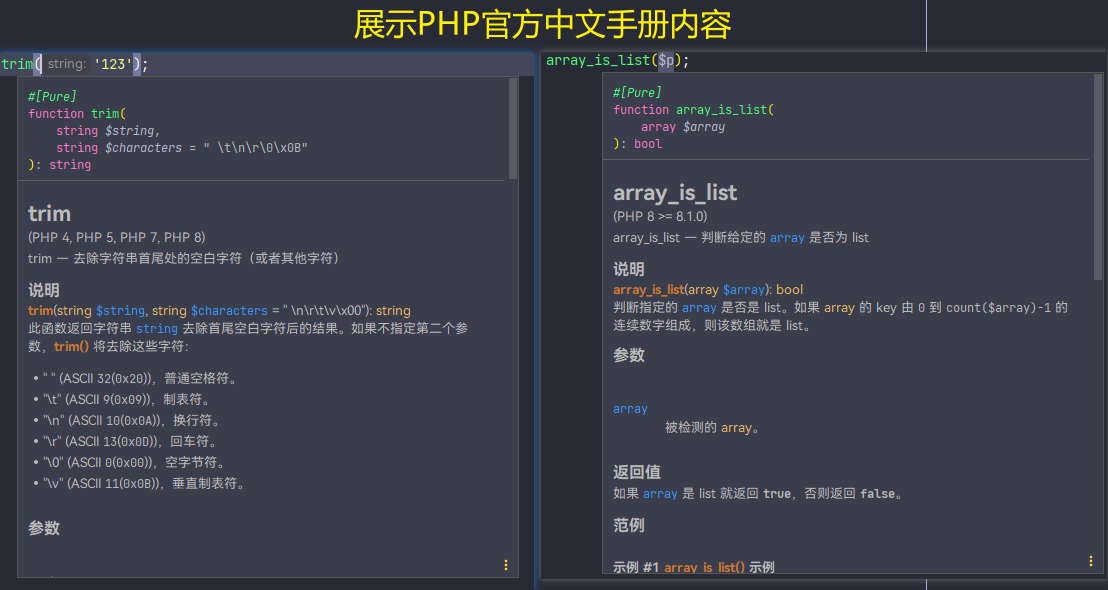 展示PHP官方中文手册内容
trim( string: '123');
#[Pure]
function trim(
string $string,
string $characters = " \t\n\r\0\x0B"
): string
trim
(PHP 4, PHP 5, PHP 7, PHP 8)
trim — 去除字符串首尾处的空白字符（或者其他字符）
说明
trim(string $string, string $characters = " \n\r\t\v\x00"): string
此函数返回字符串 string 去除首尾空白字符后的结果。如果不指定第二个参
数，trim() 将去除这些字符：
• " " (ASCII 32(0x20))，普通空格符。
• "\t" (ASCII 9(0x09))，制表符。
• "\n" (ASCII 10(0x0A))，换行符。
• "\r" (ASCII 13(0x0D))，回车符。
• "\0" (ASCII 0(0x00))，空字节符。
• "\v" (ASCII 11(0x0B))，垂直制表符。
参数
array_is_list($p);
#[Pure]
function array_is_list(
array $array
): bool
array_is_list
(PHP 8 >= 8.1.0)
array_is_list — 判断给定的 array 是否为 list
说明
array_is_list(array $array): bool
判断指定的 array 是否是 list。如果 array 的 key 由 0 到 count($array)-1 的
连续数字组成，则该数组就是 list。
参数
array
被检测的 array。
返回值
如果 array 是 list 就返回 true，否则返回 false。
范例
示例 #1 array_is_list() 示例